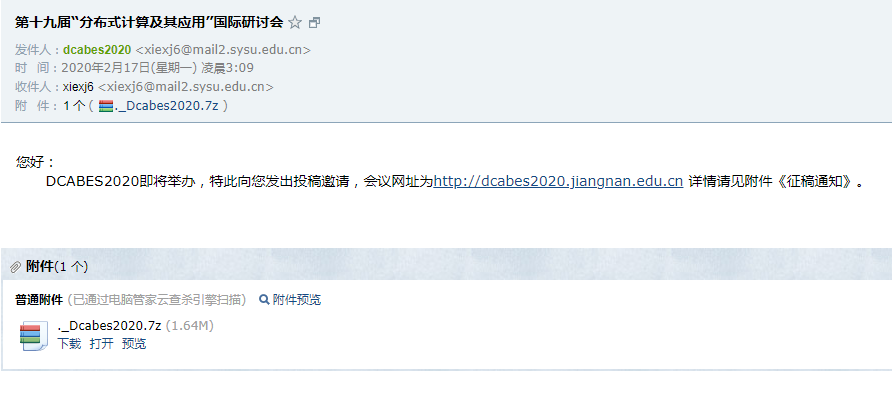 第十九届“分布式计算及其应用”国际研讨会
发件人：dcabes2020 <xiexj6@mail2.sysu.edu.cn>
时 间：2020年2月17日(星期一) 凌晨3:09
收件人：xiexj6 <xiexj6@mail2.sysu.edu.cn>
附 件：1 个 ( ._Dcabes2020.7z )
您好：
DCABES2020即将举办，特此向您发出投稿邀请，会议网址为http://dcabes2020.jiangnan.edu.cn 详情请见附件《征稿通知》。
附件(1 个)
普通附件 (已通过电脑管家云查杀引擎扫描) 附件预览
._Dcabes2020.7z (1.64M)
下载 打开 预览